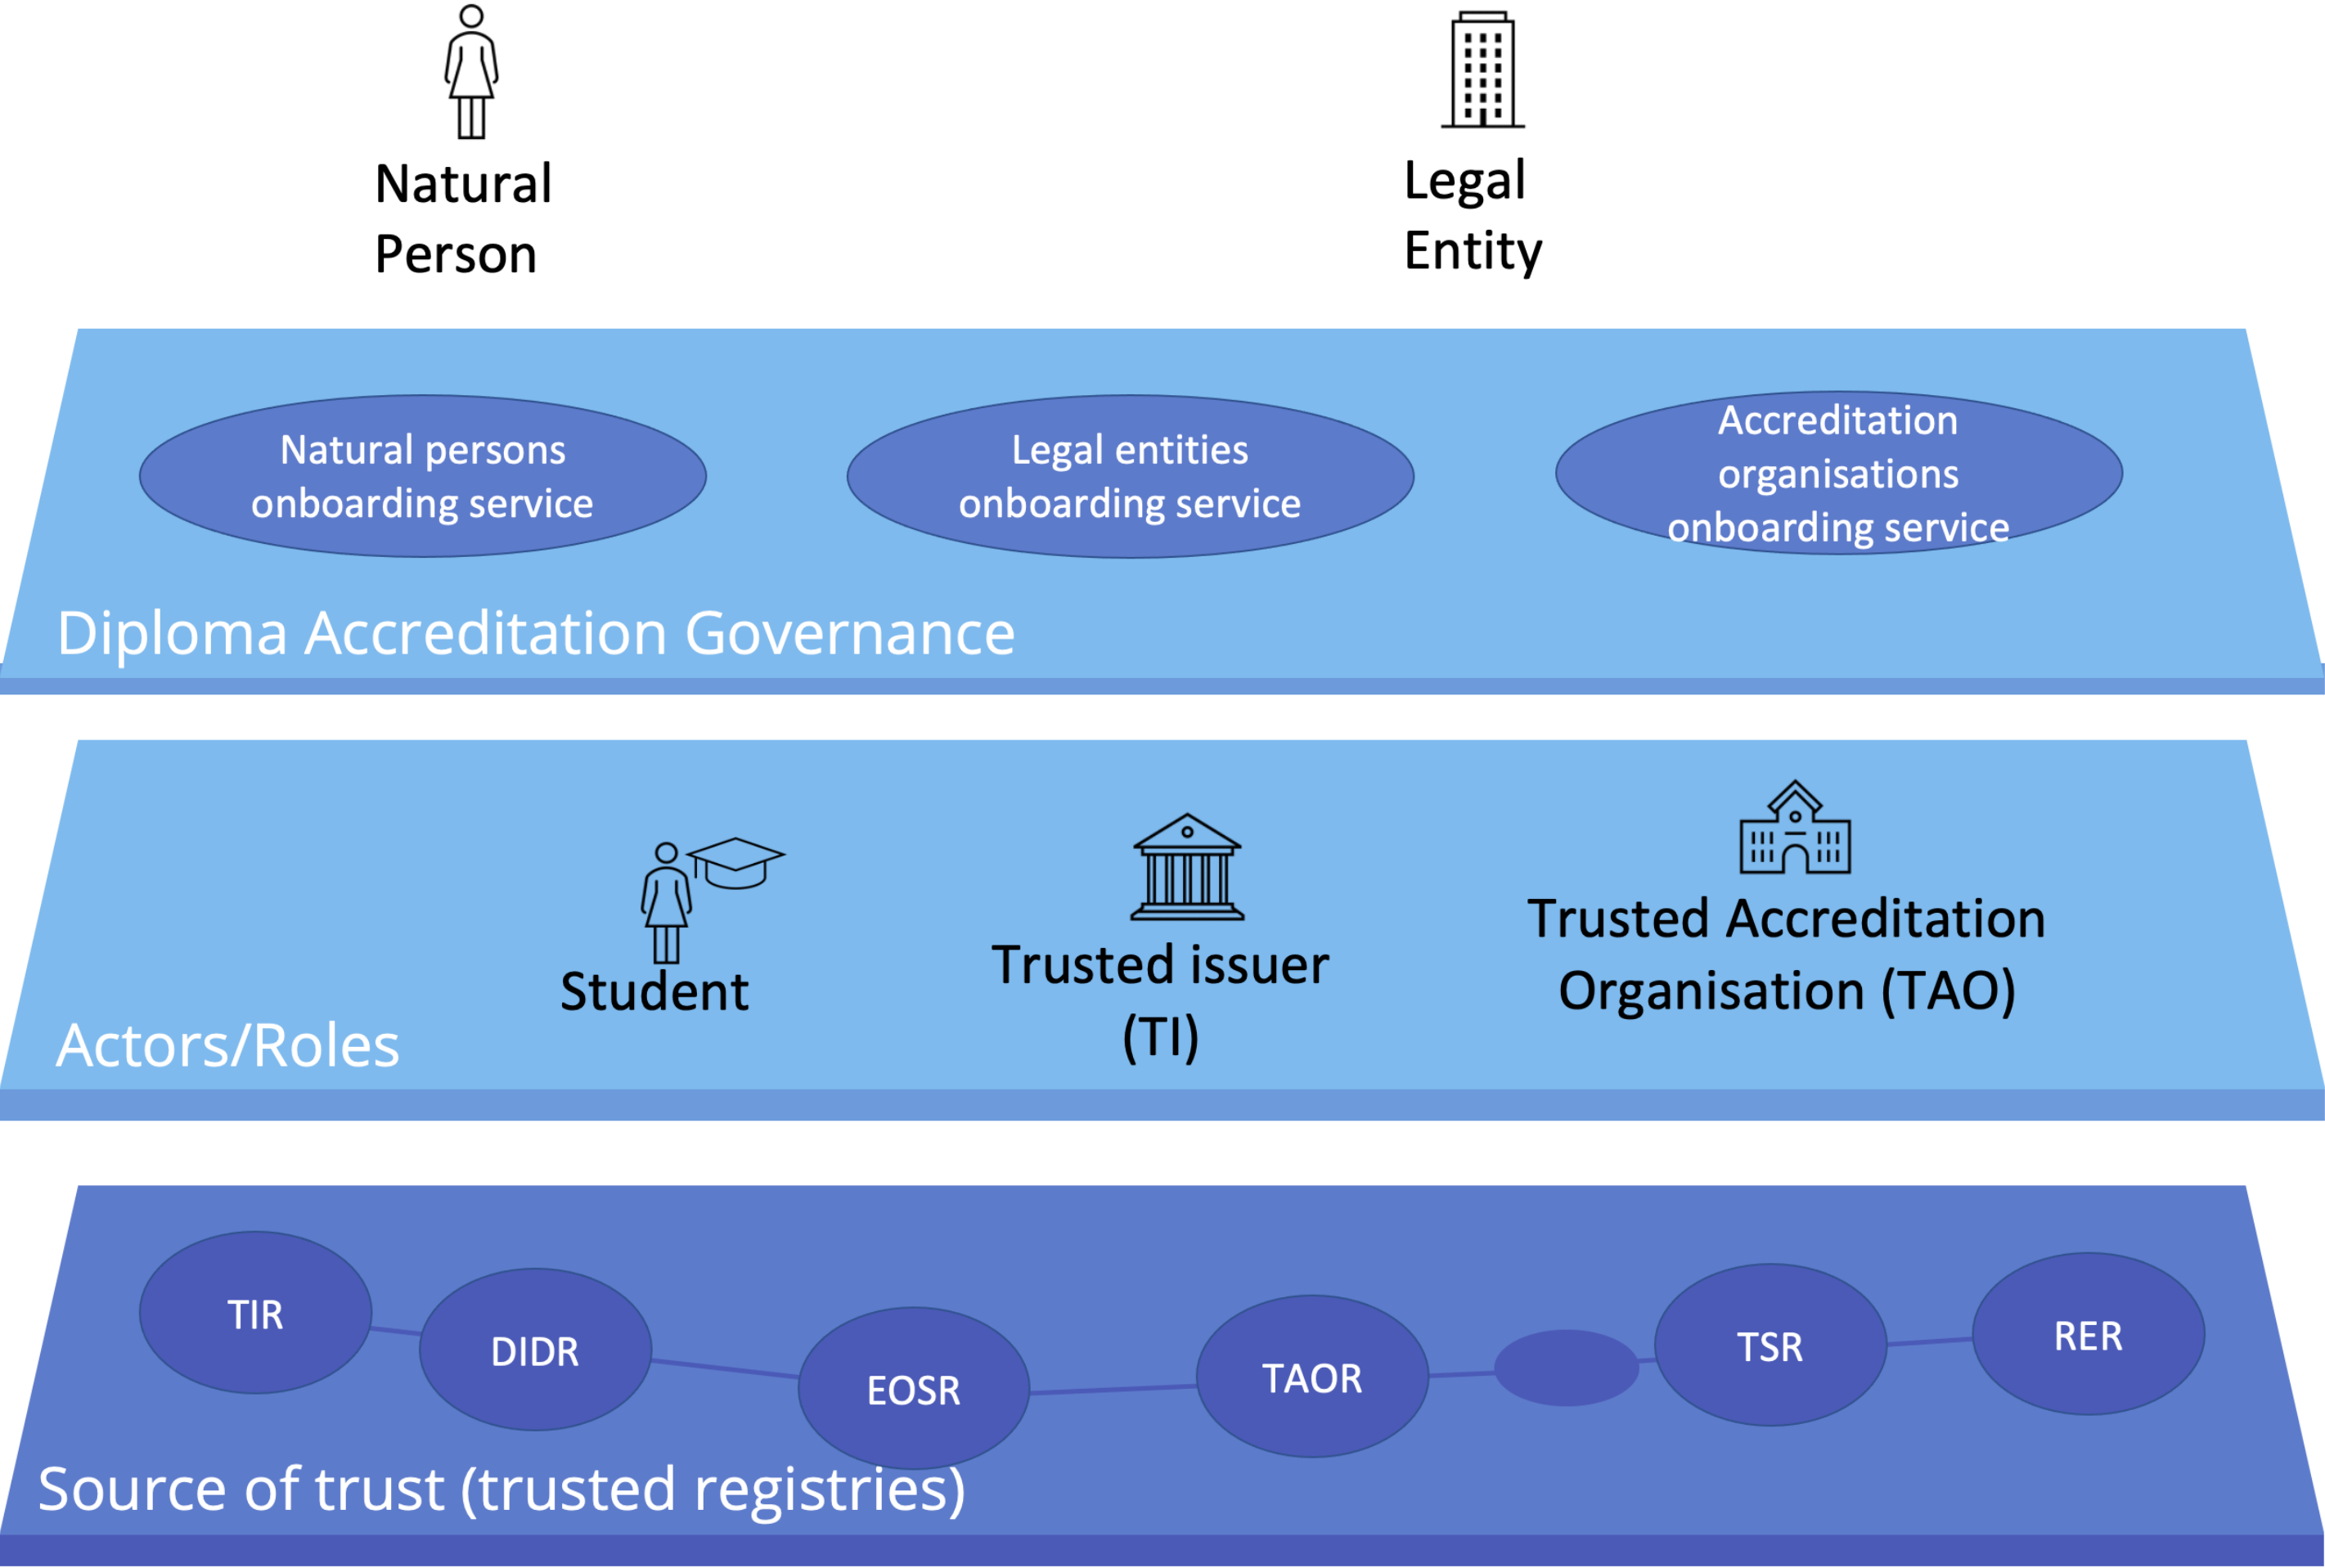 Natural
Person
Legal
Entity
Natural persons
onboarding service
Legal entities
onboarding service
Accreditation
organisations
onboarding service
Diploma Accreditation Governance
Student
Trusted issuer
(TI)
Trusted Accreditation
Organisation (TAO)
Actors/Roles
TIR
DIDR
EOSR
TAOR
TSR
RER
Source of trust (trusted registries)